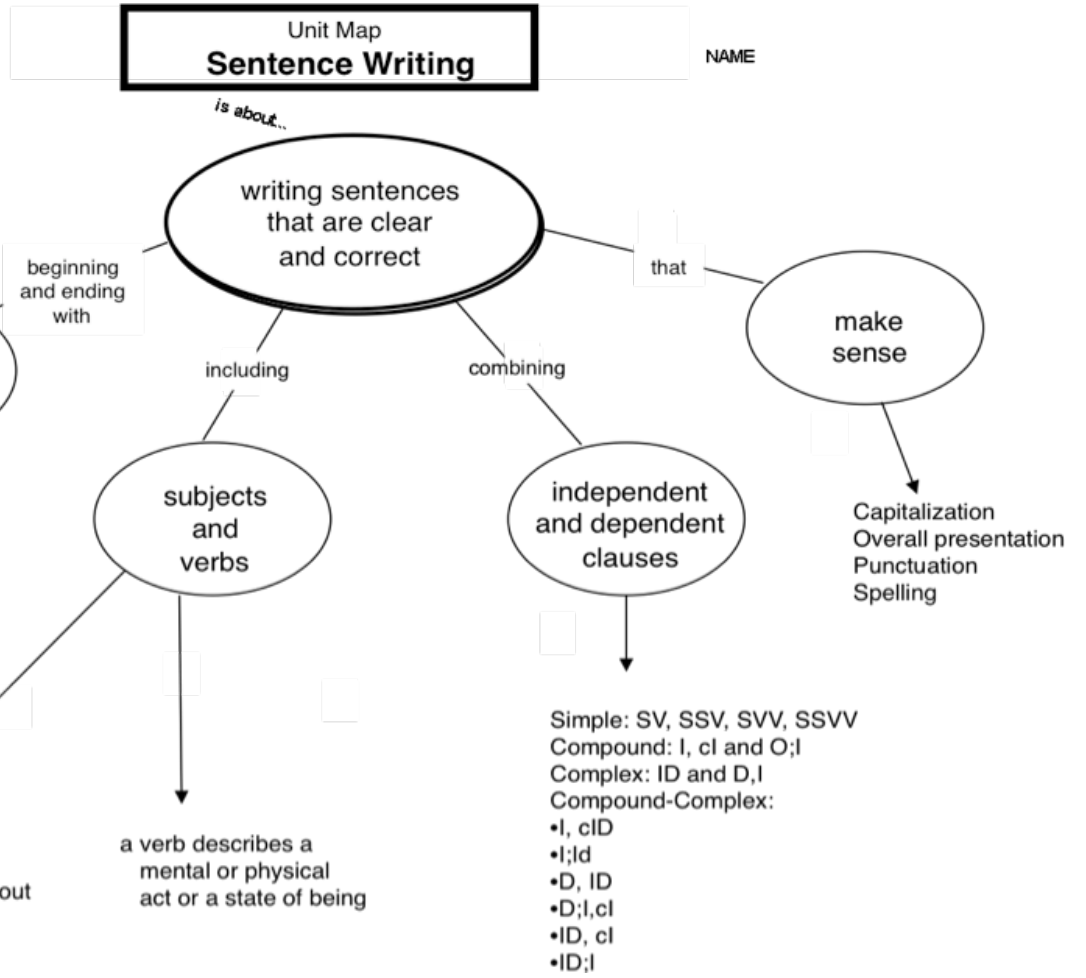 Unit Map
Sentence Writing
NAME
is about...
writing sentences
that are clear
and correct
beginning
and ending
with
that
make
sense
including
combining
subjects
and
verbs
independent
and dependent
clauses
Capitalization
Overall presentation
Punctuation
Spelling
Simple: SV, SSV, SVV, SSVV
Compound: I, cI and O;I
Complex: ID and D,I
Compound-Complex:
•I, cID
•I;Id
•D, ID
•D;I,cI
•ID, cI
•ID;I
a verb describes a
mental or physical
act or a state of being
out